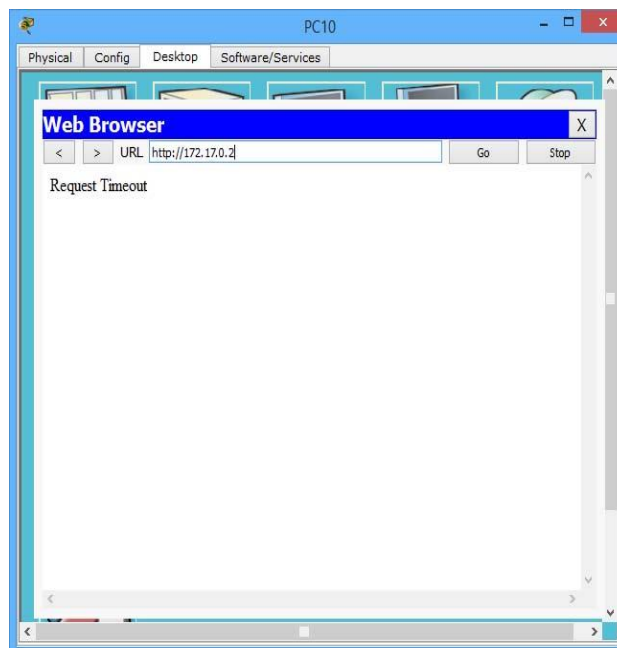 PC10
Physical Config Desktop Software/Services
Web Browser X
< > URL http://172.17.0.2 Go Stop
Request Timeout